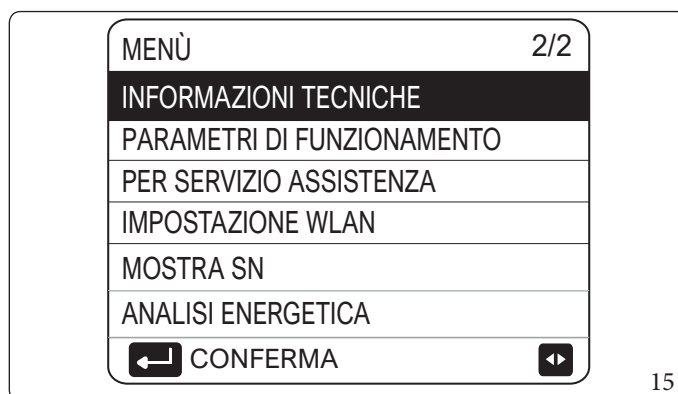 MENÙ 2/2
INFORMAZIONI TECNICHE
PARAMETRI DI FUNZIONAMENTO
PER SERVIZIO ASSISTENZA
IMPOSTAZIONE WLAN
MOSTRA SN
ANALISI ENERGETICA
CONFERMA
15